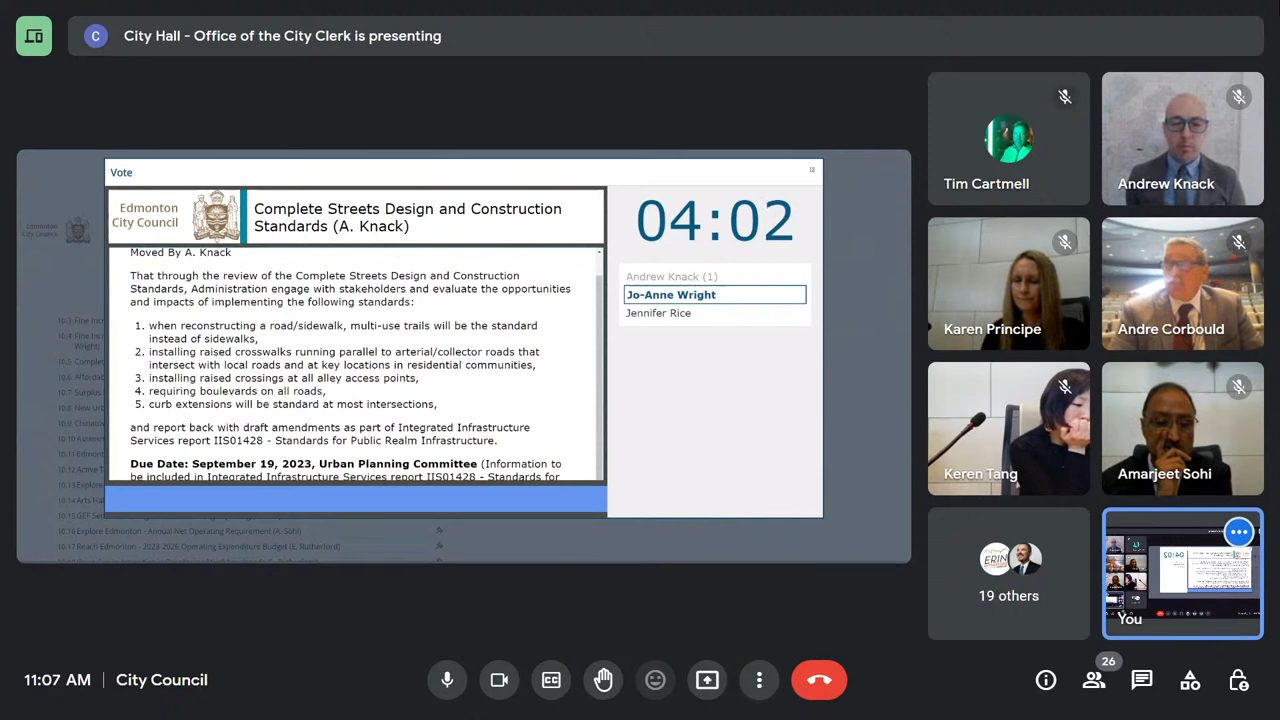 City Hall - Office of the City Clerk is presenting
C
Vote
Edmonton
City Council
Complete Streets Design and Construction
Standards (A. Knack)
Moved By A. Knack
That through the review of the Complete Streets Design and Construction
Standards, Administration engage with stakeholders and evaluate the opportunities
and impacts of implementing the following standards:
1. when reconstructing a road/sidewalk, multi-use trails will be the standard
instead of sidewalks,
2. installing raised crosswalks running parallel to arterial/collector roads that
intersect with local roads and at key locations in residential communities,
3. installing raised crossings at all alley access points,
4. requiring boulevards on all roads,
5. curb extensions will be standard at most intersections,
and report back with draft amendments as part of Integrated Infrastructure
Services report IIS01428 - Standards for Public Realm Infrastructure.
Due Date: September 19, 2023, Urban Planning Committee (Information to
be included in Integrated Infrastructure Services report IIS01428 - Standards for
04:02
Andrew Knack (1)
Jo-Anne Wright
Jennifer Rice
Edmonton
City Council
10.16 Explore Edmonton - Annual Net Operating Requirement (A. Sohi)
10.17 Reach Edmonton - 2023-2026 Operating Expenditure Budget (E. Rutherford)
Tim Cartmell
Andrew Knack
Karen Principe
Andre Corbould
Keren Tang
Amarjeet Sohi
ERIN
19 others
04:02
You
11:07 AM
City Council
CC
26